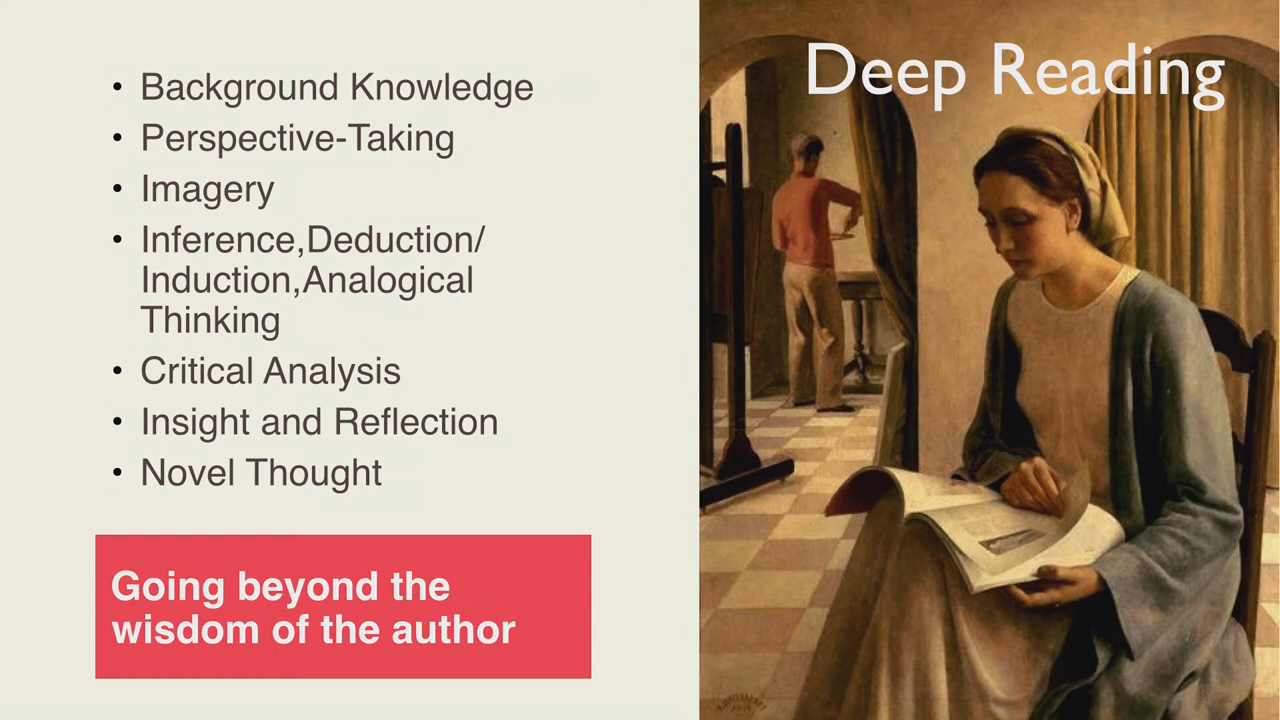 Deep Reading
• Background Knowledge
• Perspective-Taking
• Imagery
• Inference,Deduction/
Induction,Analogical
Thinking
• Critical Analysis
• Insight and Reflection
• Novel Thought
Going beyond the
wisdom of the author